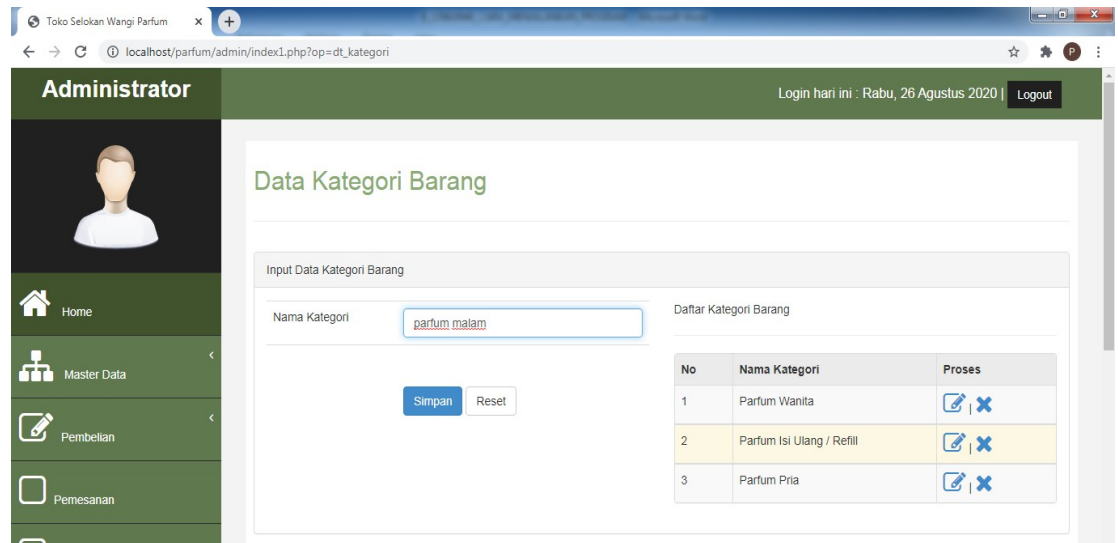 Toko Selokan Wangi Parfum
localhost/parfum/admin/index1.php?op=dt_kategori
P
Administrator
Login hari ini : Rabu, 26 Agustus 2020 | Logout
Data Kategori Barang
Input Data Kategori Barang
Nama Kategori
parfum malam
Simpan
Reset
Daftar Kategori Barang
No Nama Kategori Proses
1 Parfum Wanita |
2 Parfum Isi Ulang / Refill |
3 Parfum Pria |
Home
Master Data
Pembelian
Pemesanan